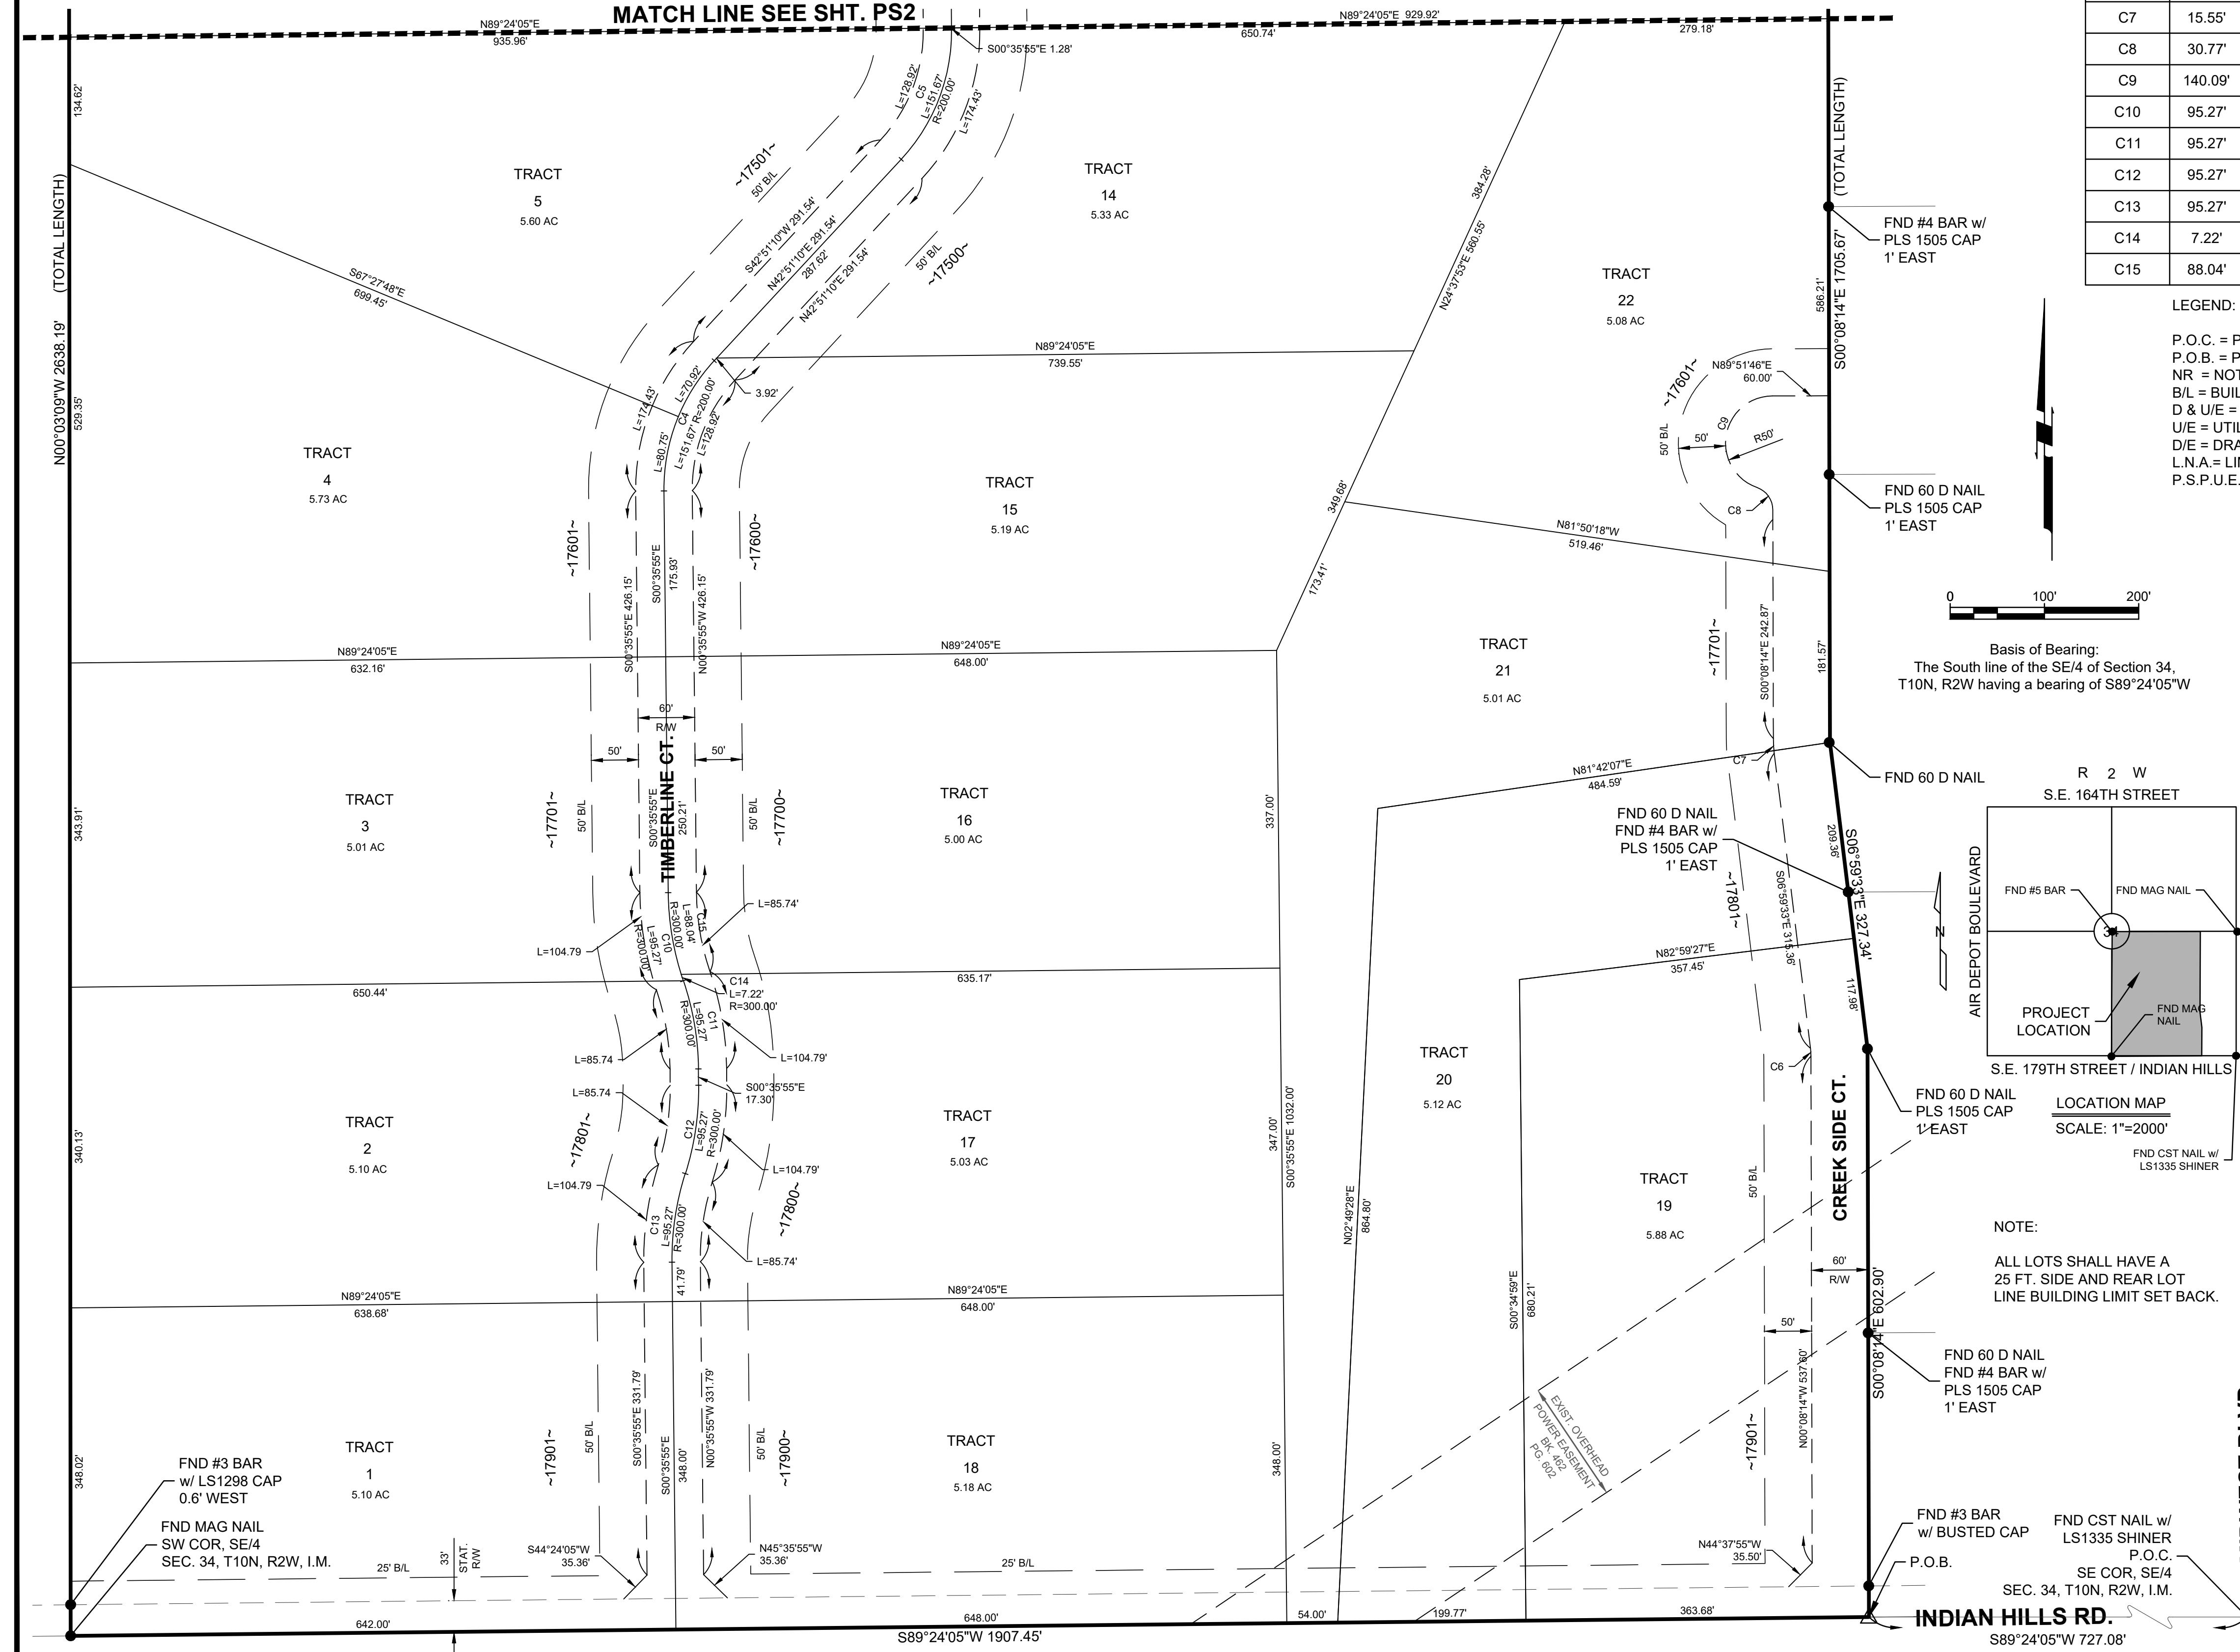 MATCH LINE SEE SHT. PS2
N89°24'05"E
935.96'
N89°24'05"E 929.92'
650.74'
279.18'
S00°35'55"E 1.28'
134.62'
(TOTAL LENGTH)
N00°03'09"W 2638.19'
529.35'
343.91'
340.13'
348.02'
TRACT
5
5.60 AC
S67°27'48"E
699.45'
~17501~
50' B/L
L=128.92'
C5
L=151.67'
R=200.00'
L=174.43'
S42°51'10"W 291.54'
N42°51'10"E 291.54'
287.62'
N42°51'10"E 291.54'
50' B/L
~17500~
TRACT
14
5.33 AC
384.28'
N24°37'53"E 560.55'
TRACT
22
5.08 AC
(TOTAL LENGTH)
S00°08'14"E 1705.67'
586.21'
FND #4 BAR w/
PLS 1505 CAP
1' EAST
N89°24'05"E
739.55'
3.92'
L=174.43'
L=70.92'
C4
L=80.75'
L=151.67' R=200.00'
L=128.92'
TRACT
4
5.73 AC
TRACT
15
5.19 AC
349.68'
173.41'
~17601~
~17600~
S00°35'55"E 426.15'
S00°35'55"E
175.93'
N00°35'55"W 426.15'
N89°51'46"E
60.00'
~17601~
50' B/L
50'
C9
R50'
C8
FND 60 D NAIL
PLS 1505 CAP
1' EAST
N81°50'18"W
519.46'
N89°24'05"E
632.16'
N89°24'05"E
648.00'
TRACT
21
5.01 AC
~17701~
S00°08'14"E 242.87'
181.57'
60'
R/W
50'
50'
TIMBERLINE CT.
TRACT
3
5.01 AC
~17701~
50' B/L
S00°35'55"E
250.21'
50' B/L
~17700~
TRACT
16
5.00 AC
337.00'
N81°42'07"E
484.59'
C7
FND 60 D NAIL
FND 60 D NAIL
FND #4 BAR w/
PLS 1505 CAP
1' EAST
209.36'
S06°59'33"E 327.34'
~17801~
S06°59'33"E 315.36'
117.98'
L=104.79
L=95.27'
R=300.00'
C10
R=300.00'
L=88.04'
C15
L=85.74'
650.44'
635.17'
C14
L=7.22'
R=300.00'
N82°59'27"E
357.45'
R=300.00'
L=95.27'
C11
L=85.74
L=104.79'
L=85.74
S00°35'55"E
17.30'
C12
L=95.27'
R=300.00'
L=104.79'
L=104.79
C13
L=95.27'
R=300.00'
L=85.74'
TRACT
2
5.10 AC
~17801~
~17800~
TRACT
17
5.03 AC
347.00'
S00°35'55"E 1032.00'
TRACT
20
5.12 AC
N02°49'28"E
864.80'
S00°34'59"E
680.21'
TRACT
19
5.88 AC
50' B/L
CREEK SIDE CT.
C6
FND 60 D NAIL
PLS 1505 CAP
1' EAST
N89°24'05"E
638.68'
41.79'
N89°24'05"E
648.00'
60'
R/W
50'
S00°08'14"E 602.90'
FND 60 D NAIL
FND #4 BAR w/
PLS 1505 CAP
1' EAST
TRACT
1
5.10 AC
~17901~
50' B/L
S00°35'55"E 331.79'
S00°35'55"E
348.00'
N00°35'55"W 331.79'
50' B/L
~17900~
TRACT
18
5.18 AC
348.00'
EXIST. OVERHEAD
POWER EASEMENT
BK. 462
PG. 602
~17901~
N00°08'14"W 537.60'
FND #3 BAR
w/ LS1298 CAP
0.6' WEST
FND MAG NAIL
SW COR, SE/4
SEC. 34, T10N, R2W, I.M.
25' B/L
33'
STAT.
R/W
S44°24'05"W
35.36'
N45°35'55"W
35.36'
25' B/L
N44°37'55"W
35.50'
FND #3 BAR
w/ BUSTED CAP
P.O.B.
FND CST NAIL w/
LS1335 SHINER
P.O.C.
SE COR, SE/4
SEC. 34, T10N, R2W, I.M.
642.00'
648.00'
54.00'
199.77'
363.68'
S89°24'05"W 1907.45'
INDIAN HILLS RD.
S89°24'05"W 727.08'
C7 15.55'
C8 30.77'
C9 140.09'
C10 95.27'
C11 95.27'
C12 95.27'
C13 95.27'
C14 7.22'
C15 88.04'
LEGEND:
P.O.C. = P
P.O.B. = P
NR = NOT
B/L = BUIL
D & U/E =
U/E = UTIL
D/E = DRA
L.N.A.= LI
P.S.P.U.E.
0 100' 200'
Basis of Bearing:
The South line of the SE/4 of Section 34,
T10N, R2W having a bearing of S89°24'05"W
N
R 2 W
S.E. 164TH STREET
AIR DEPOT BOULEVARD
FND #5 BAR
FND MAG NAIL
34
PROJECT
LOCATION
FND MAG
NAIL
S.E. 179TH STREET / INDIAN HILLS
LOCATION MAP
SCALE: 1"=2000'
FND CST NAIL w/
LS1335 SHINER
NOTE:
ALL LOTS SHALL HAVE A
25 FT. SIDE AND REAR LOT
LINE BUILDING LIMIT SET BACK.